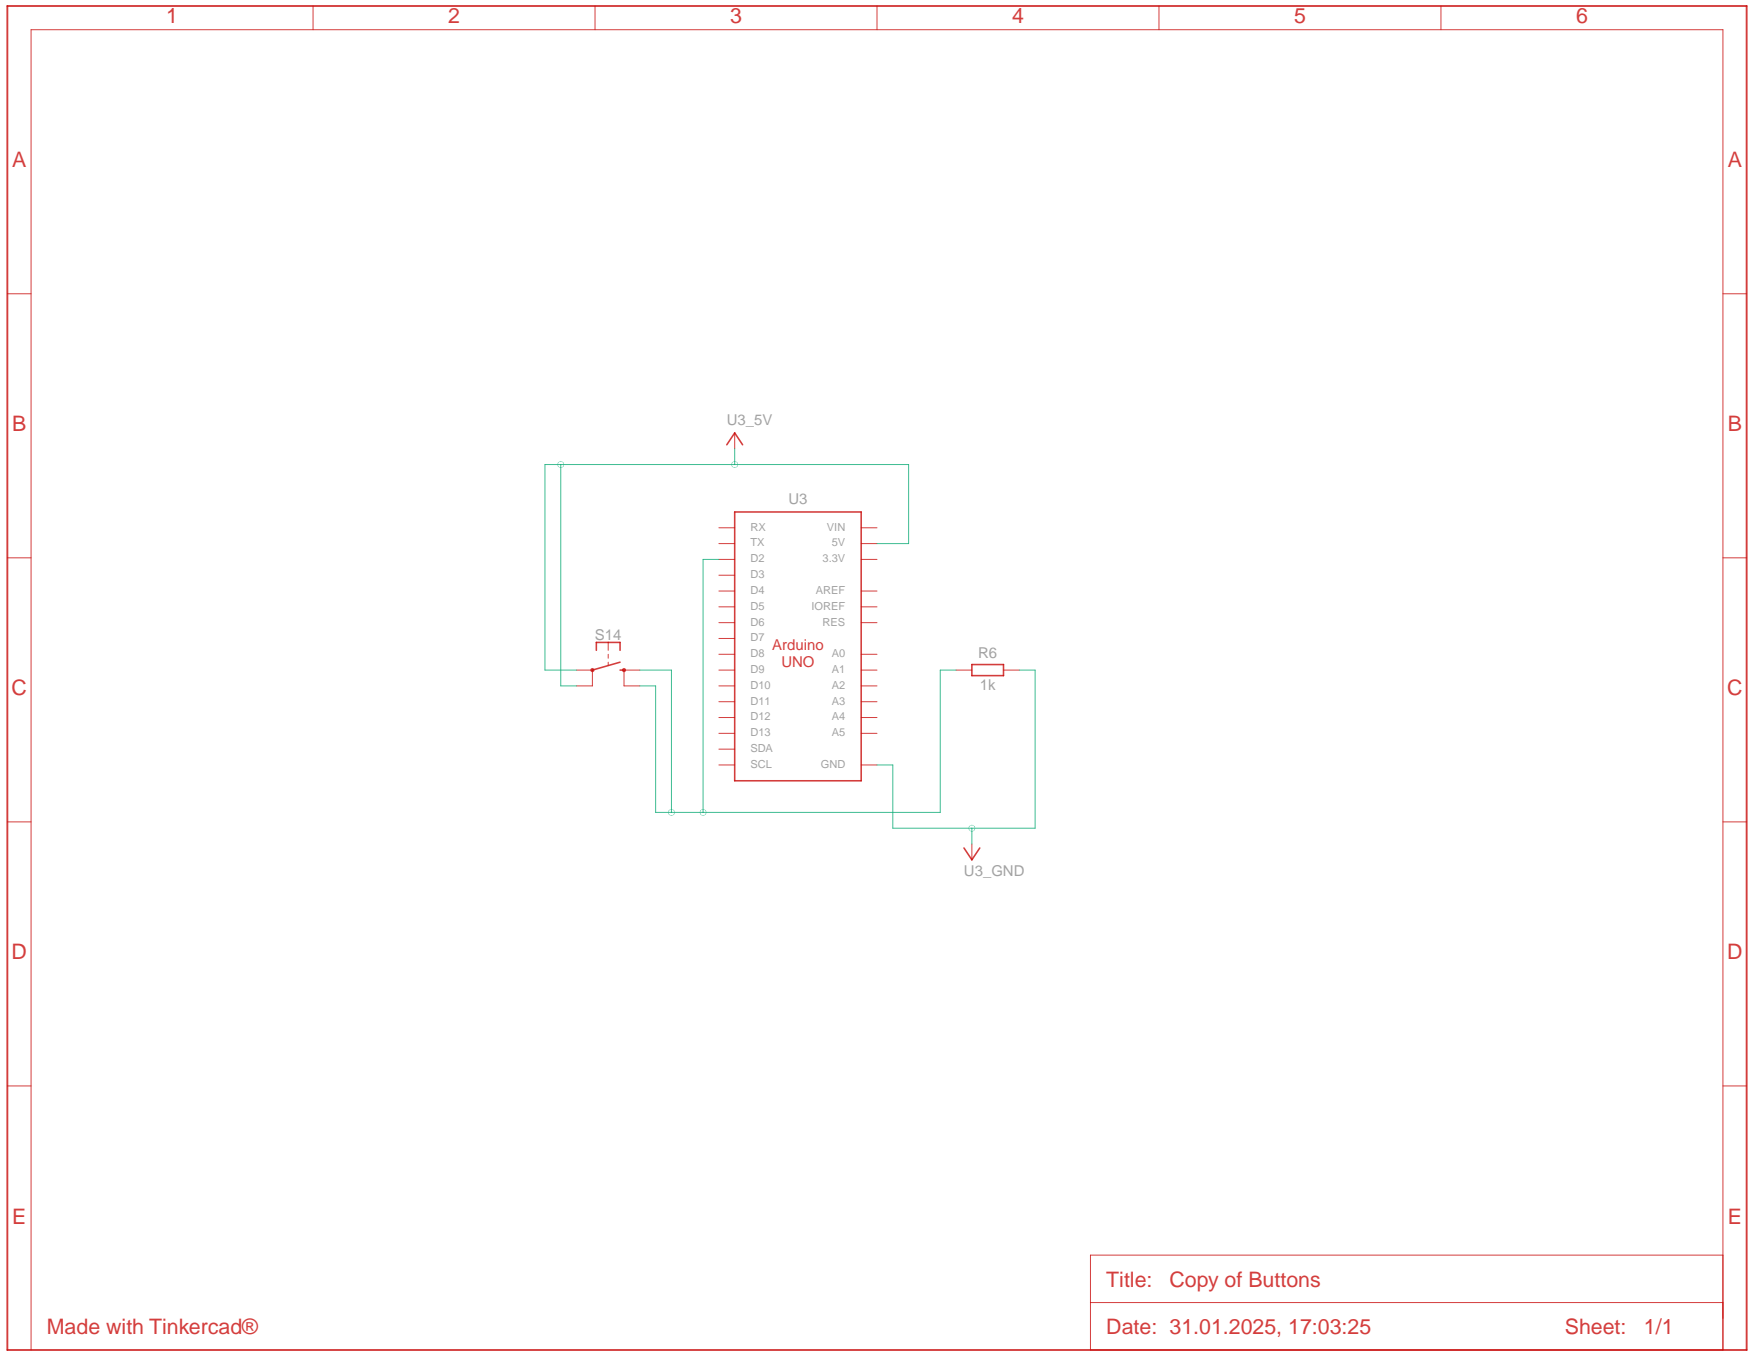 1 2 3 4 5 6
A A
B B
U3_5V
U3
RX VIN
TX 5V
D2 3.3V
D3
D4 AREF
D5 IOREF
D6 RES
S14
D7
Arduino
UNO
D8 A0
R6
D9 A1
1k
C C
D10 A2
D11 A3
D12 A4
D13 A5
SDA
SCL GND
U3_GND
D D
E E
Title: Copy of Buttons
Made with Tinkercad®
Date: 31.01.2025, 17:03:25 Sheet: 1/1